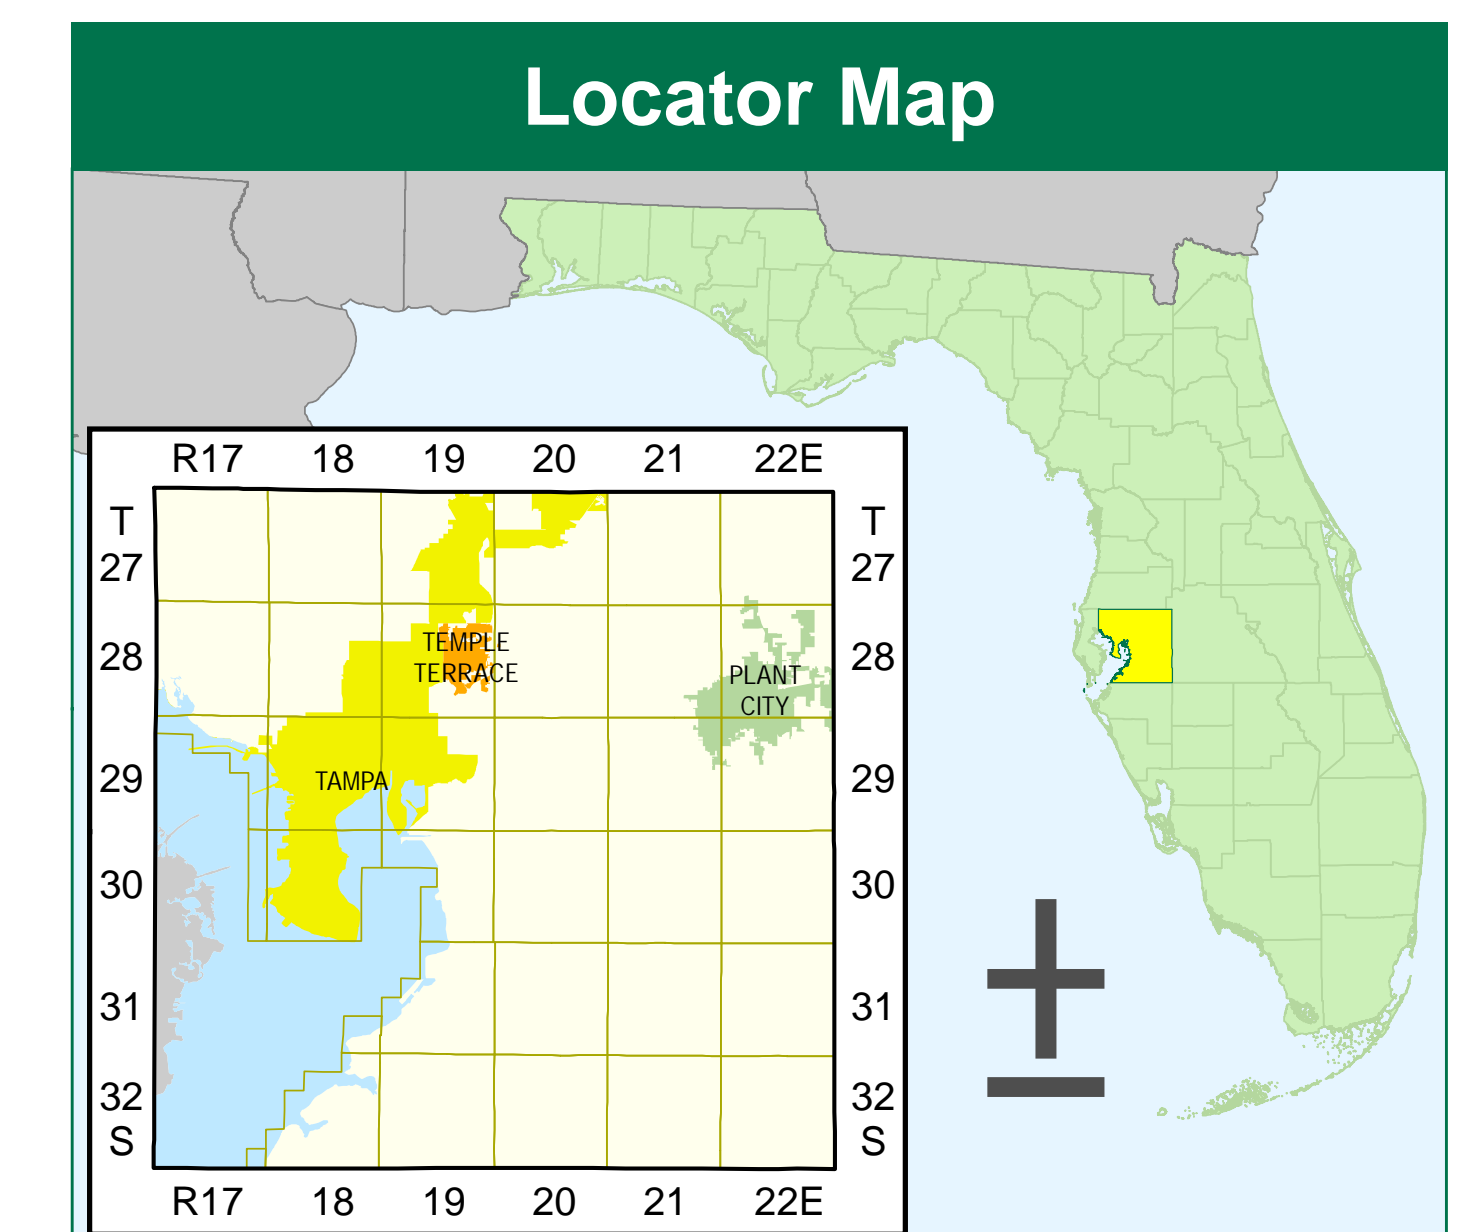 Locator Map
R17 18 19 20 21 22E
T T
27 27
TEMPLE
28 28
TERRACE
PLANT
CITY
29 29
TAMPA
30 30
31 31
32 32
S S
R17 18 19 20 21 22E